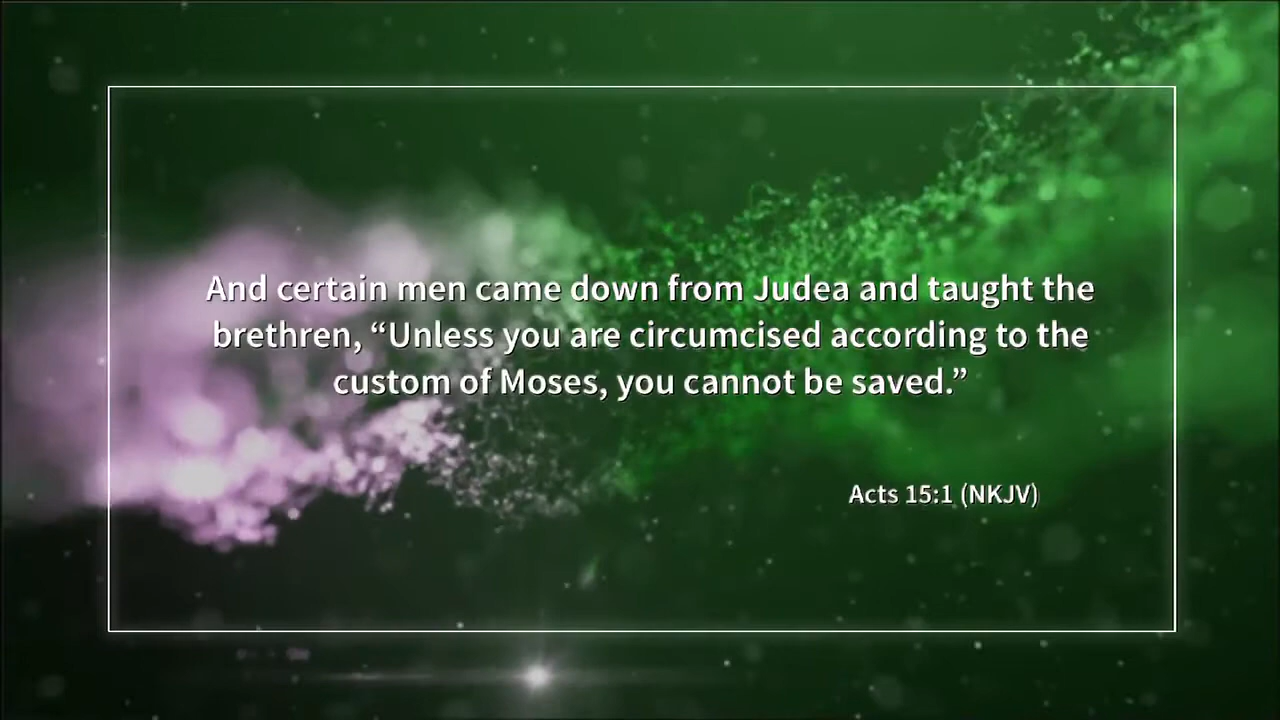 And certain men came down from Judea and taught the
brethren, “Unless you are circumcised according to the
custom of Moses, you cannot be saved.”
Acts 15:1 (NKJV)